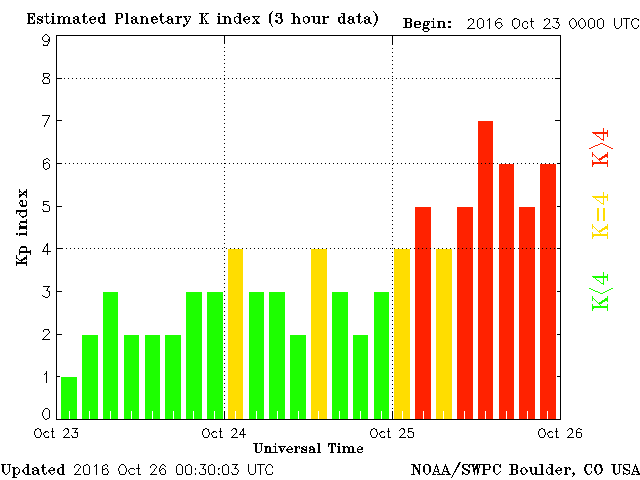 Estimated Planetary K index (3 hour data)
Begin: 2016 Oct 23 0000 UTC
9
8
7
6
5
4
3
2
1
0
Kp index
K>4
K=4
K<4
Oct 23
Oct 24
Oct 25
Oct 26
Universal Time
Updated 2016 Oct 26 00:30:03 UTC
NOAA/SWPC Boulder, CO USA